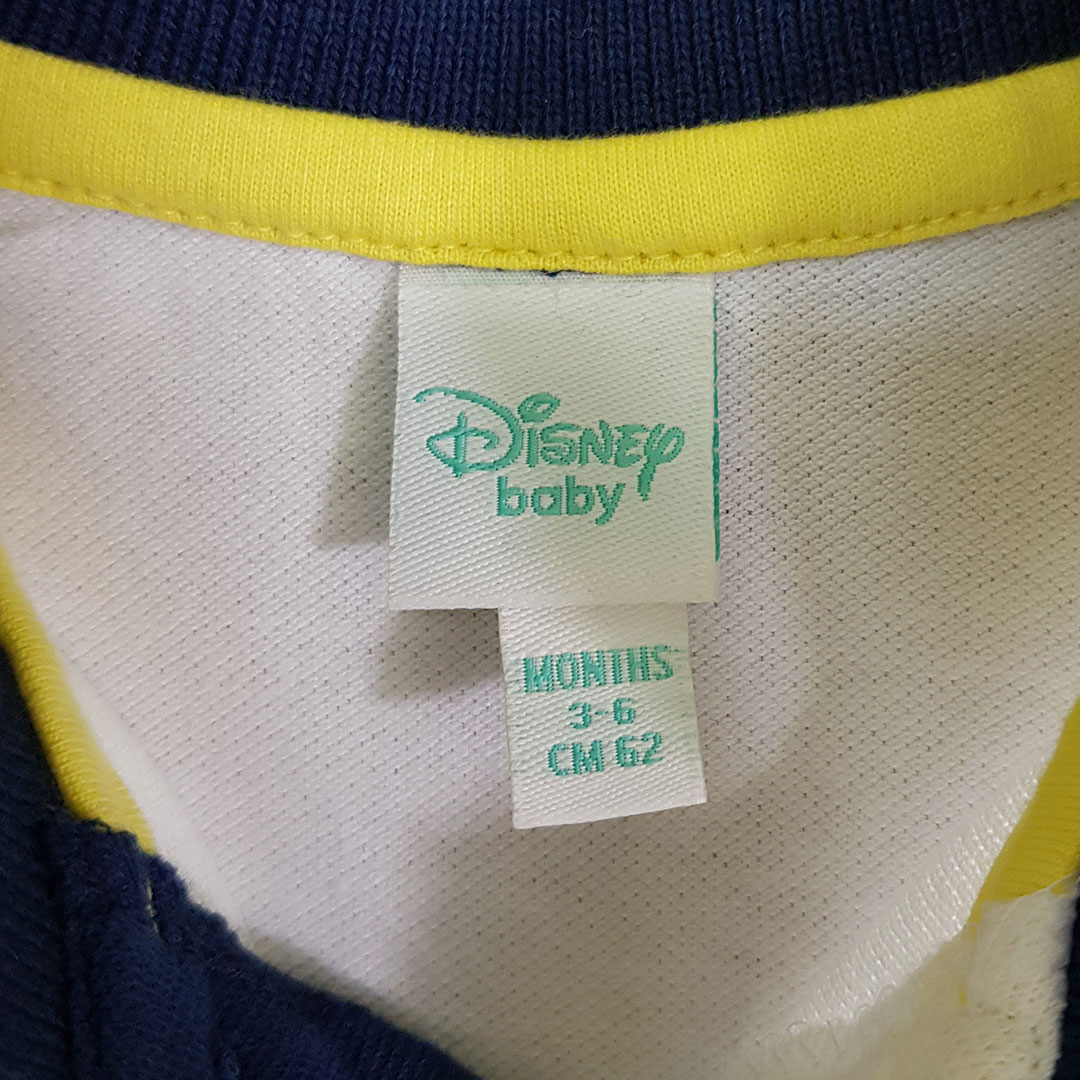 Disney
baby
MONTHS
3-6
CM 62